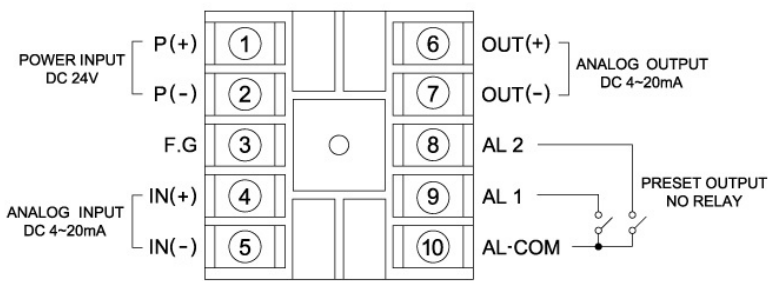 POWER INPUT
DC 24V
P(+)
1
P(-)
2
F.G
3
ANALOG INPUT
DC 4~20mA
IN(+)
4
IN(-)
5
6
OUT(+)
7
OUT(-)
ANALOG OUTPUT
DC 4~20mA
8
AL 2
9
AL 1
10
AL-COM
PRESET OUTPUT
NO RELAY